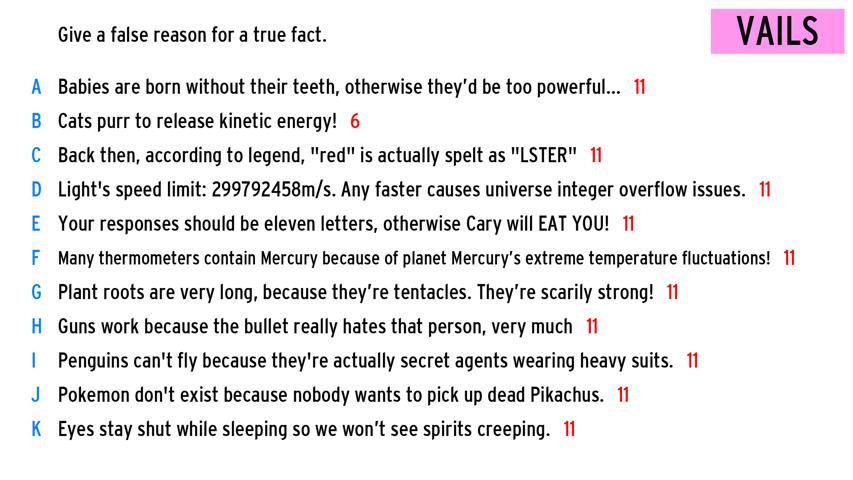 Give a false reason for a true fact.
VAILS
A Babies are born without their teeth, otherwise they'd be too powerful... 11
B Cats purr to release kinetic energy! 6
C Back then, according to legend, "red" is actually spelt as "LSTER" 11
D Light's speed limit: 299792458m/s. Any faster causes universe integer overflow issues. 11
E Your responses should be eleven letters, otherwise Cary will EAT YOU! 11
F Many thermometers contain Mercury because of planet Mercury's extreme temperature fluctuations! 11
G Plant roots are very long, because they're tentacles. They're scarily strong! 11
H Guns work because the bullet really hates that person, very much 11
I Penguins can't fly because they're actually secret agents wearing heavy suits. 11
J Pokemon don't exist because nobody wants to pick up dead Pikachus. 11
K Eyes stay shut while sleeping so we won't see spirits creeping. 11